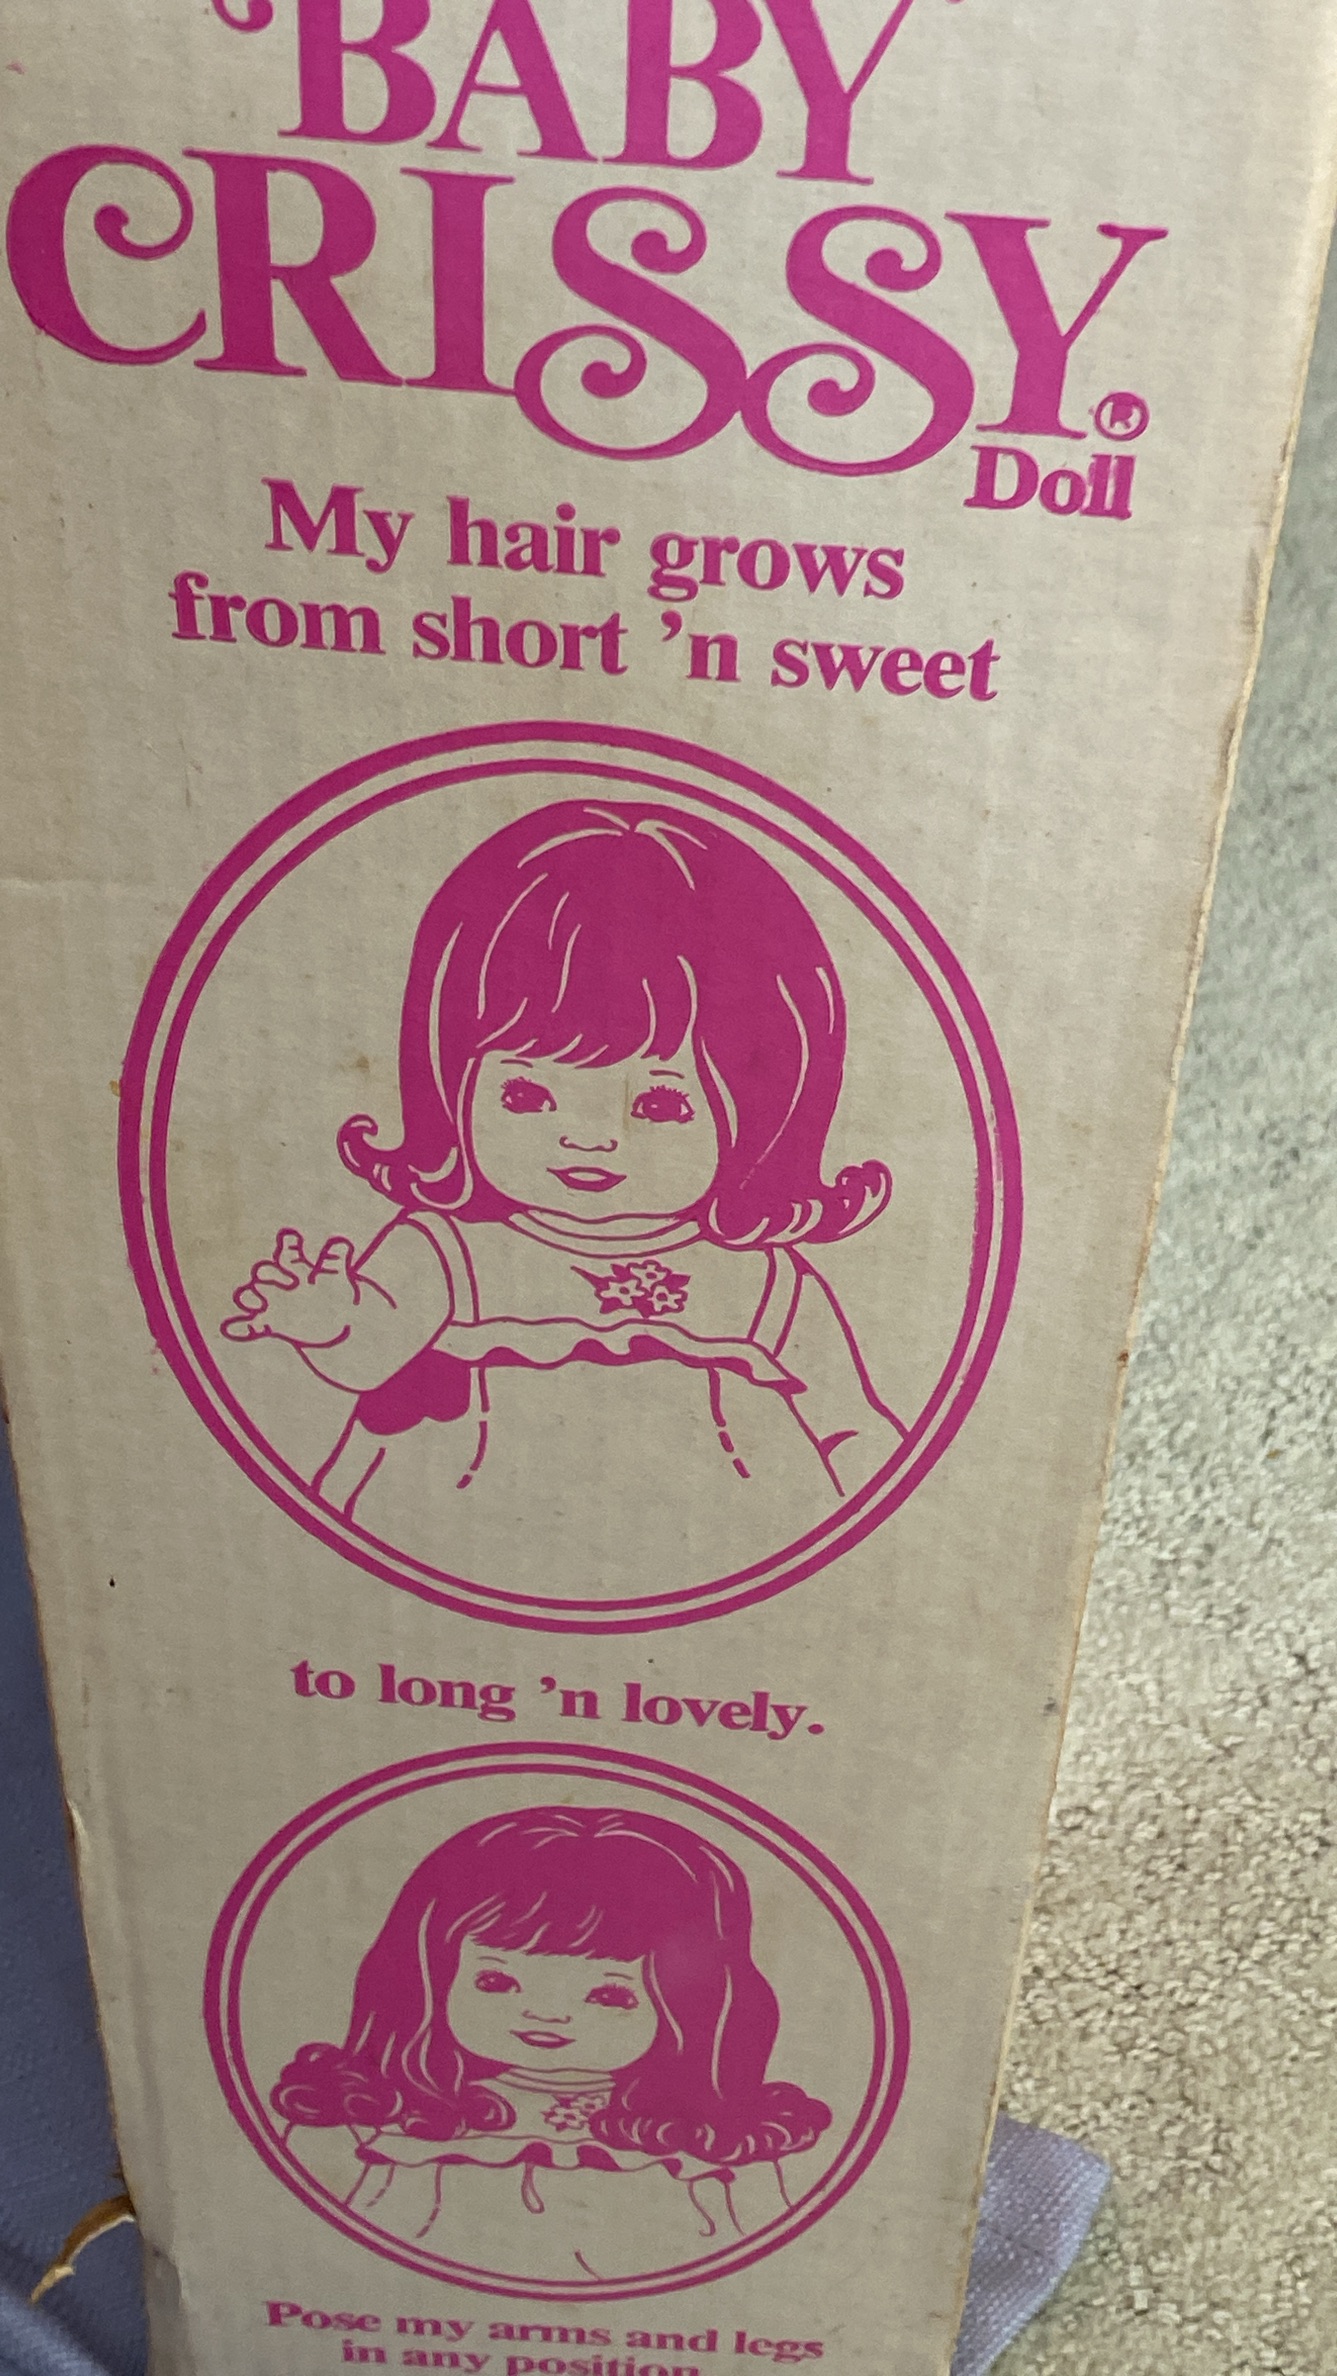 BABY
CRISSY®
Doll
My hair grows
from short 'n sweet
to long 'n lovely.
Pose my arms and legs
in any position